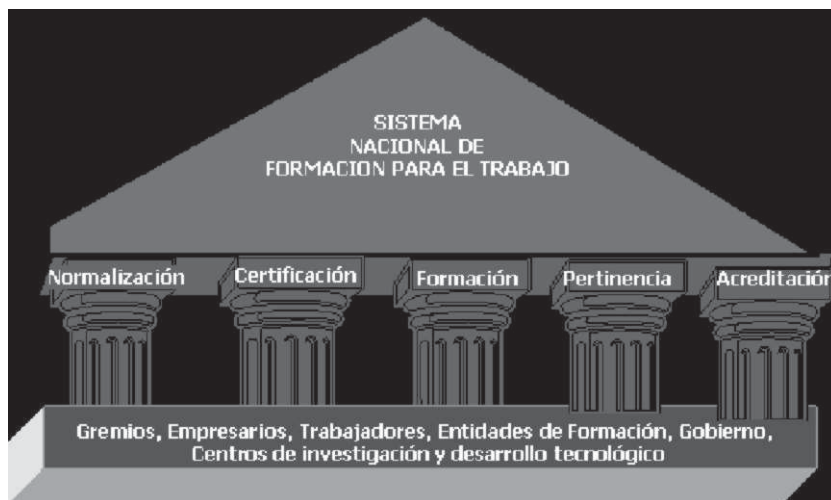 SISTEMA
NACIONAL DE
FORMACION PARA EL TRABAJO
Normalización
Certificación
Formación
Pertinencia
Acreditación
Gremios, Empresarios, Trabajadores, Entidades de Formación, Gobierno,
Centros de investigación y desarrollo tecnológico